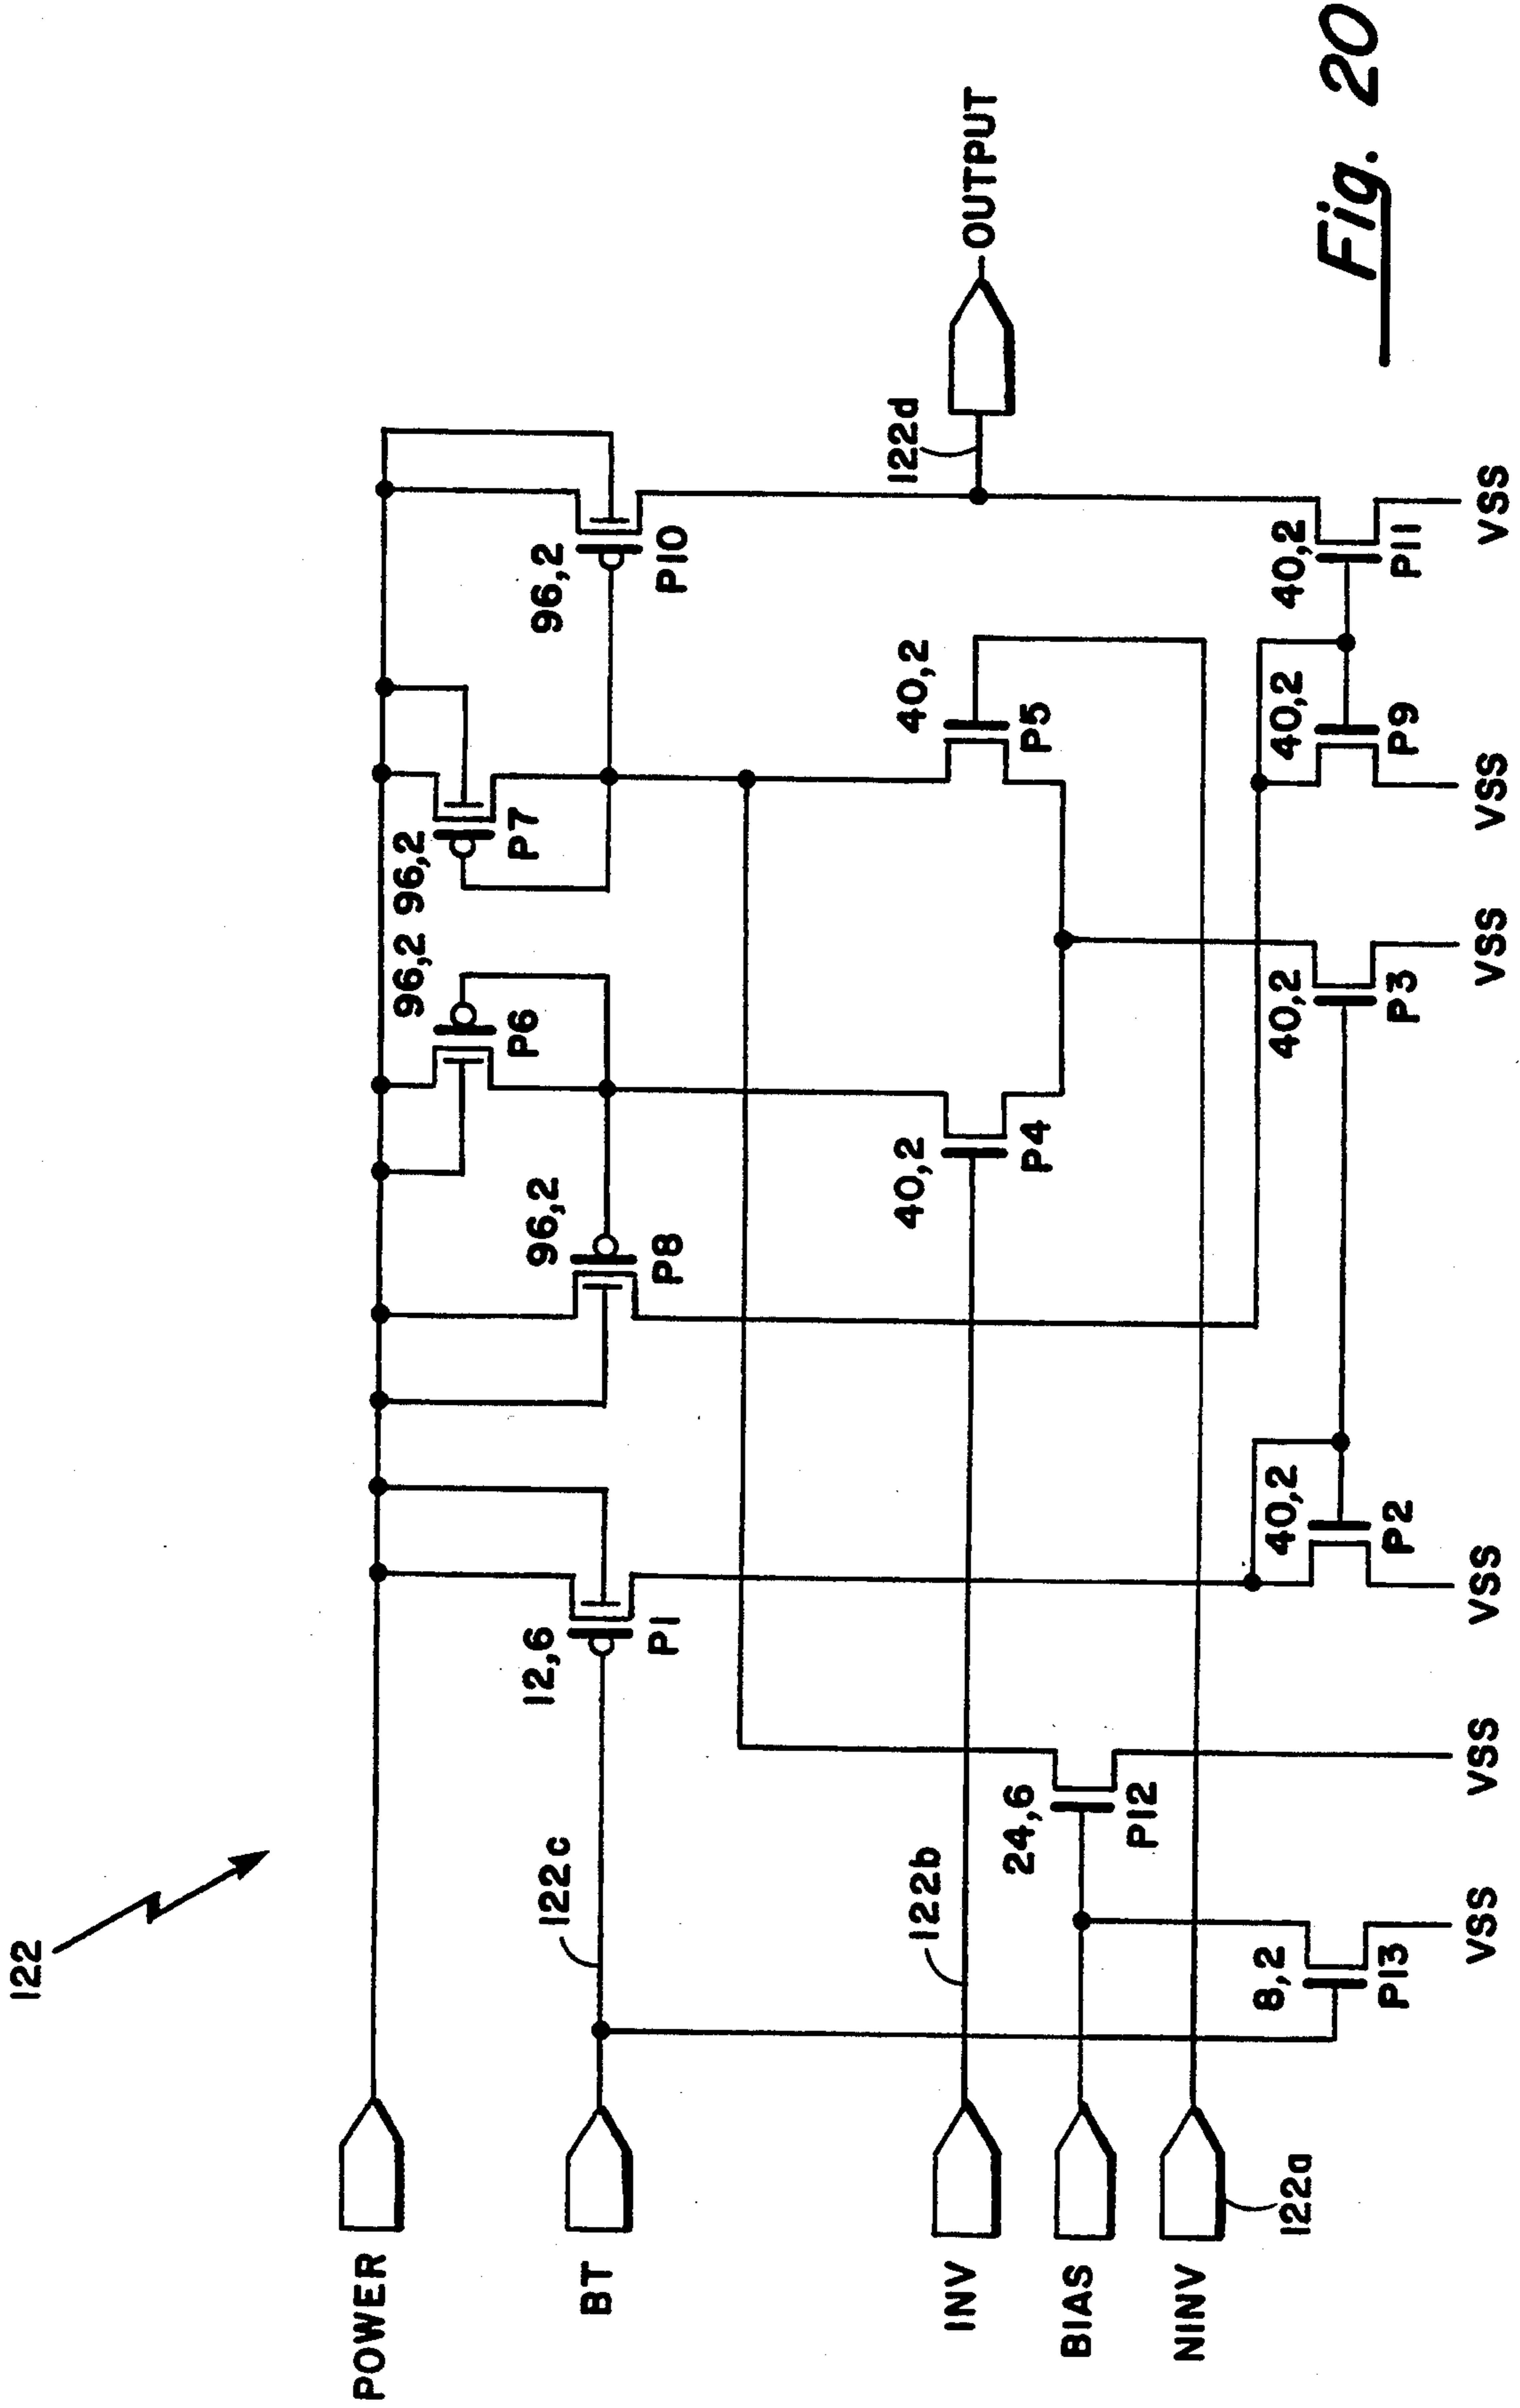 122
POWER
BT
122c
12,6
P1
96,2
P8
96,2 96,2
P6
P7
96,2
P10
INV
122b
40,2
P4
40,2
P5
122d
OUTPUT
BIAS
24,6
P12
NINV
122a
8,2
P13
40,2
P2
40,2
P3
40,2
P9
40,2
P11
VSS
VSS
VSS
VSS
VSS
VSS
Fig. 20